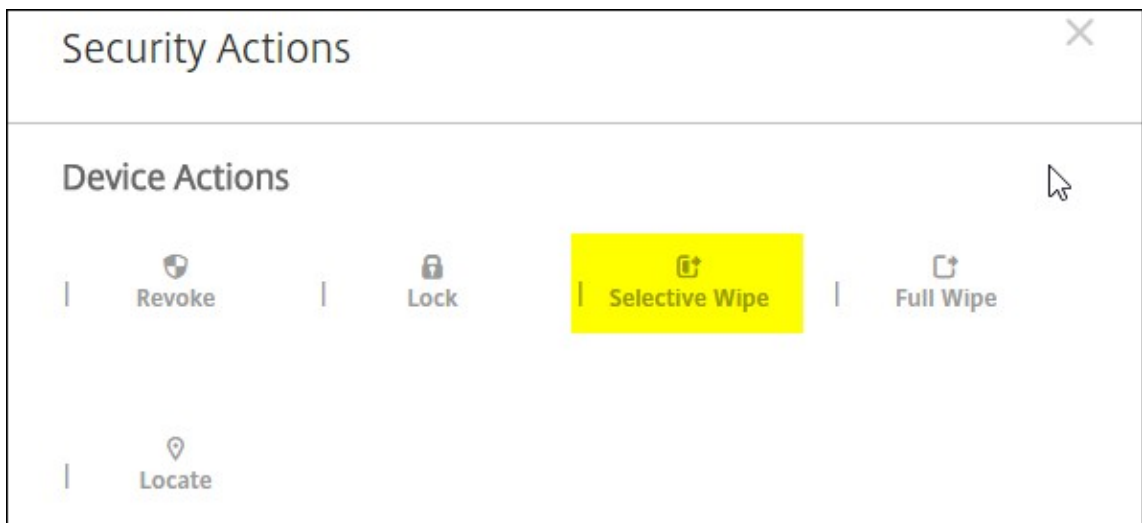 Security Actions
Device Actions
Revoke
Lock
Selective Wipe
Full Wipe
Locate